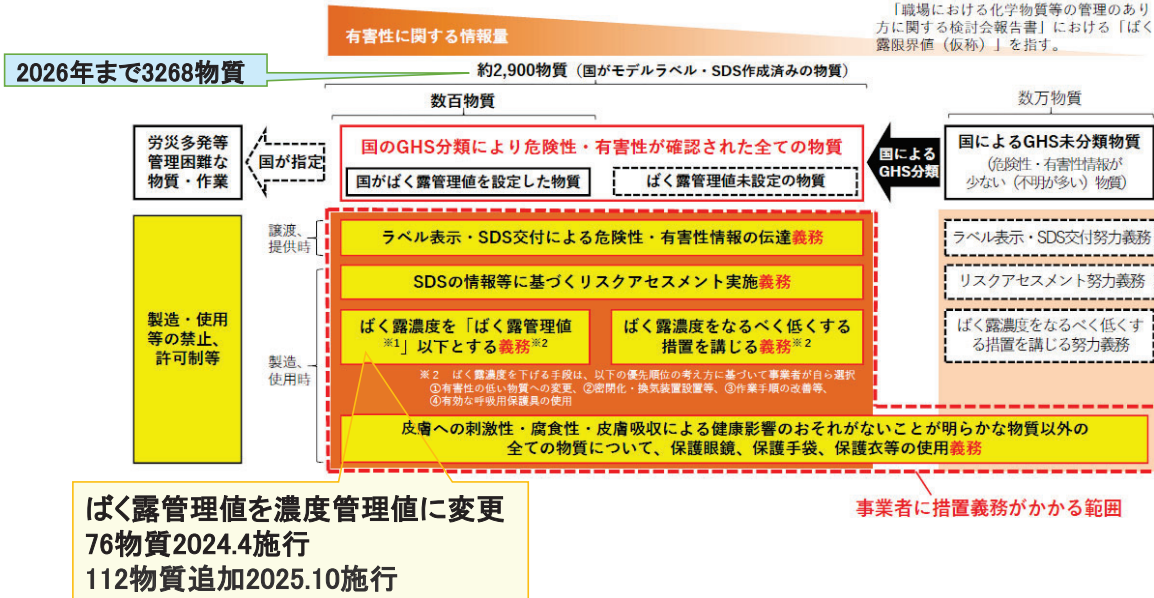 「職場における化学物質等の管理のあり
方に関する検討会報告書」における「ばく
露限界値（仮称）」を指す。
有害性に関する情報量
2026年まで3268物質
約2,900物質（国がモデルラベル・SDS作成済みの物質）
数百物質
数万物質
労災多発等
管理困難な
物質・作業
国が指定
国のGHS分類により危険性・有害性が確認された全ての物質
国がばく露管理値を設定した物質
ばく露管理値未設定の物質
国による
GHS分類
国によるGHS未分類物質
（危険性・有害性情報が
少ない（不明が多い）物質）
製造・使用
等の禁止、
許可制等
譲渡、
提供時
ラベル表示・SDS交付による危険性・有害性情報の伝達義務
ラベル表示・SDS交付努力義務
製造、
使用時
SDSの情報等に基づくリスクアセスメント実施義務
リスクアセスメント努力義務
ばく露濃度を「ばく露管理値
※1」以下とする義務※2
ばく露濃度をなるべく低くする
措置を講じる義務※2
ばく露濃度をなるべく低くす
る措置を講じる努力義務
※２　ばく露濃度を下げる手段は、以下の優先順位の考え方に基づいて事業者が自ら選択
①有害性の低い物質への変更、②密閉化・換気装置設置等、③作業手順の改善等、
④有効な呼吸用保護具の使用
皮膚への刺激性・腐食性・皮膚吸収による健康影響のおそれがないことが明らかな物質以外の
全ての物質について、保護眼鏡、保護手袋、保護衣等の使用義務
ばく露管理値を濃度管理値に変更
76物質2024.4施行
112物質追加2025.10施行
事業者に措置義務がかかる範囲